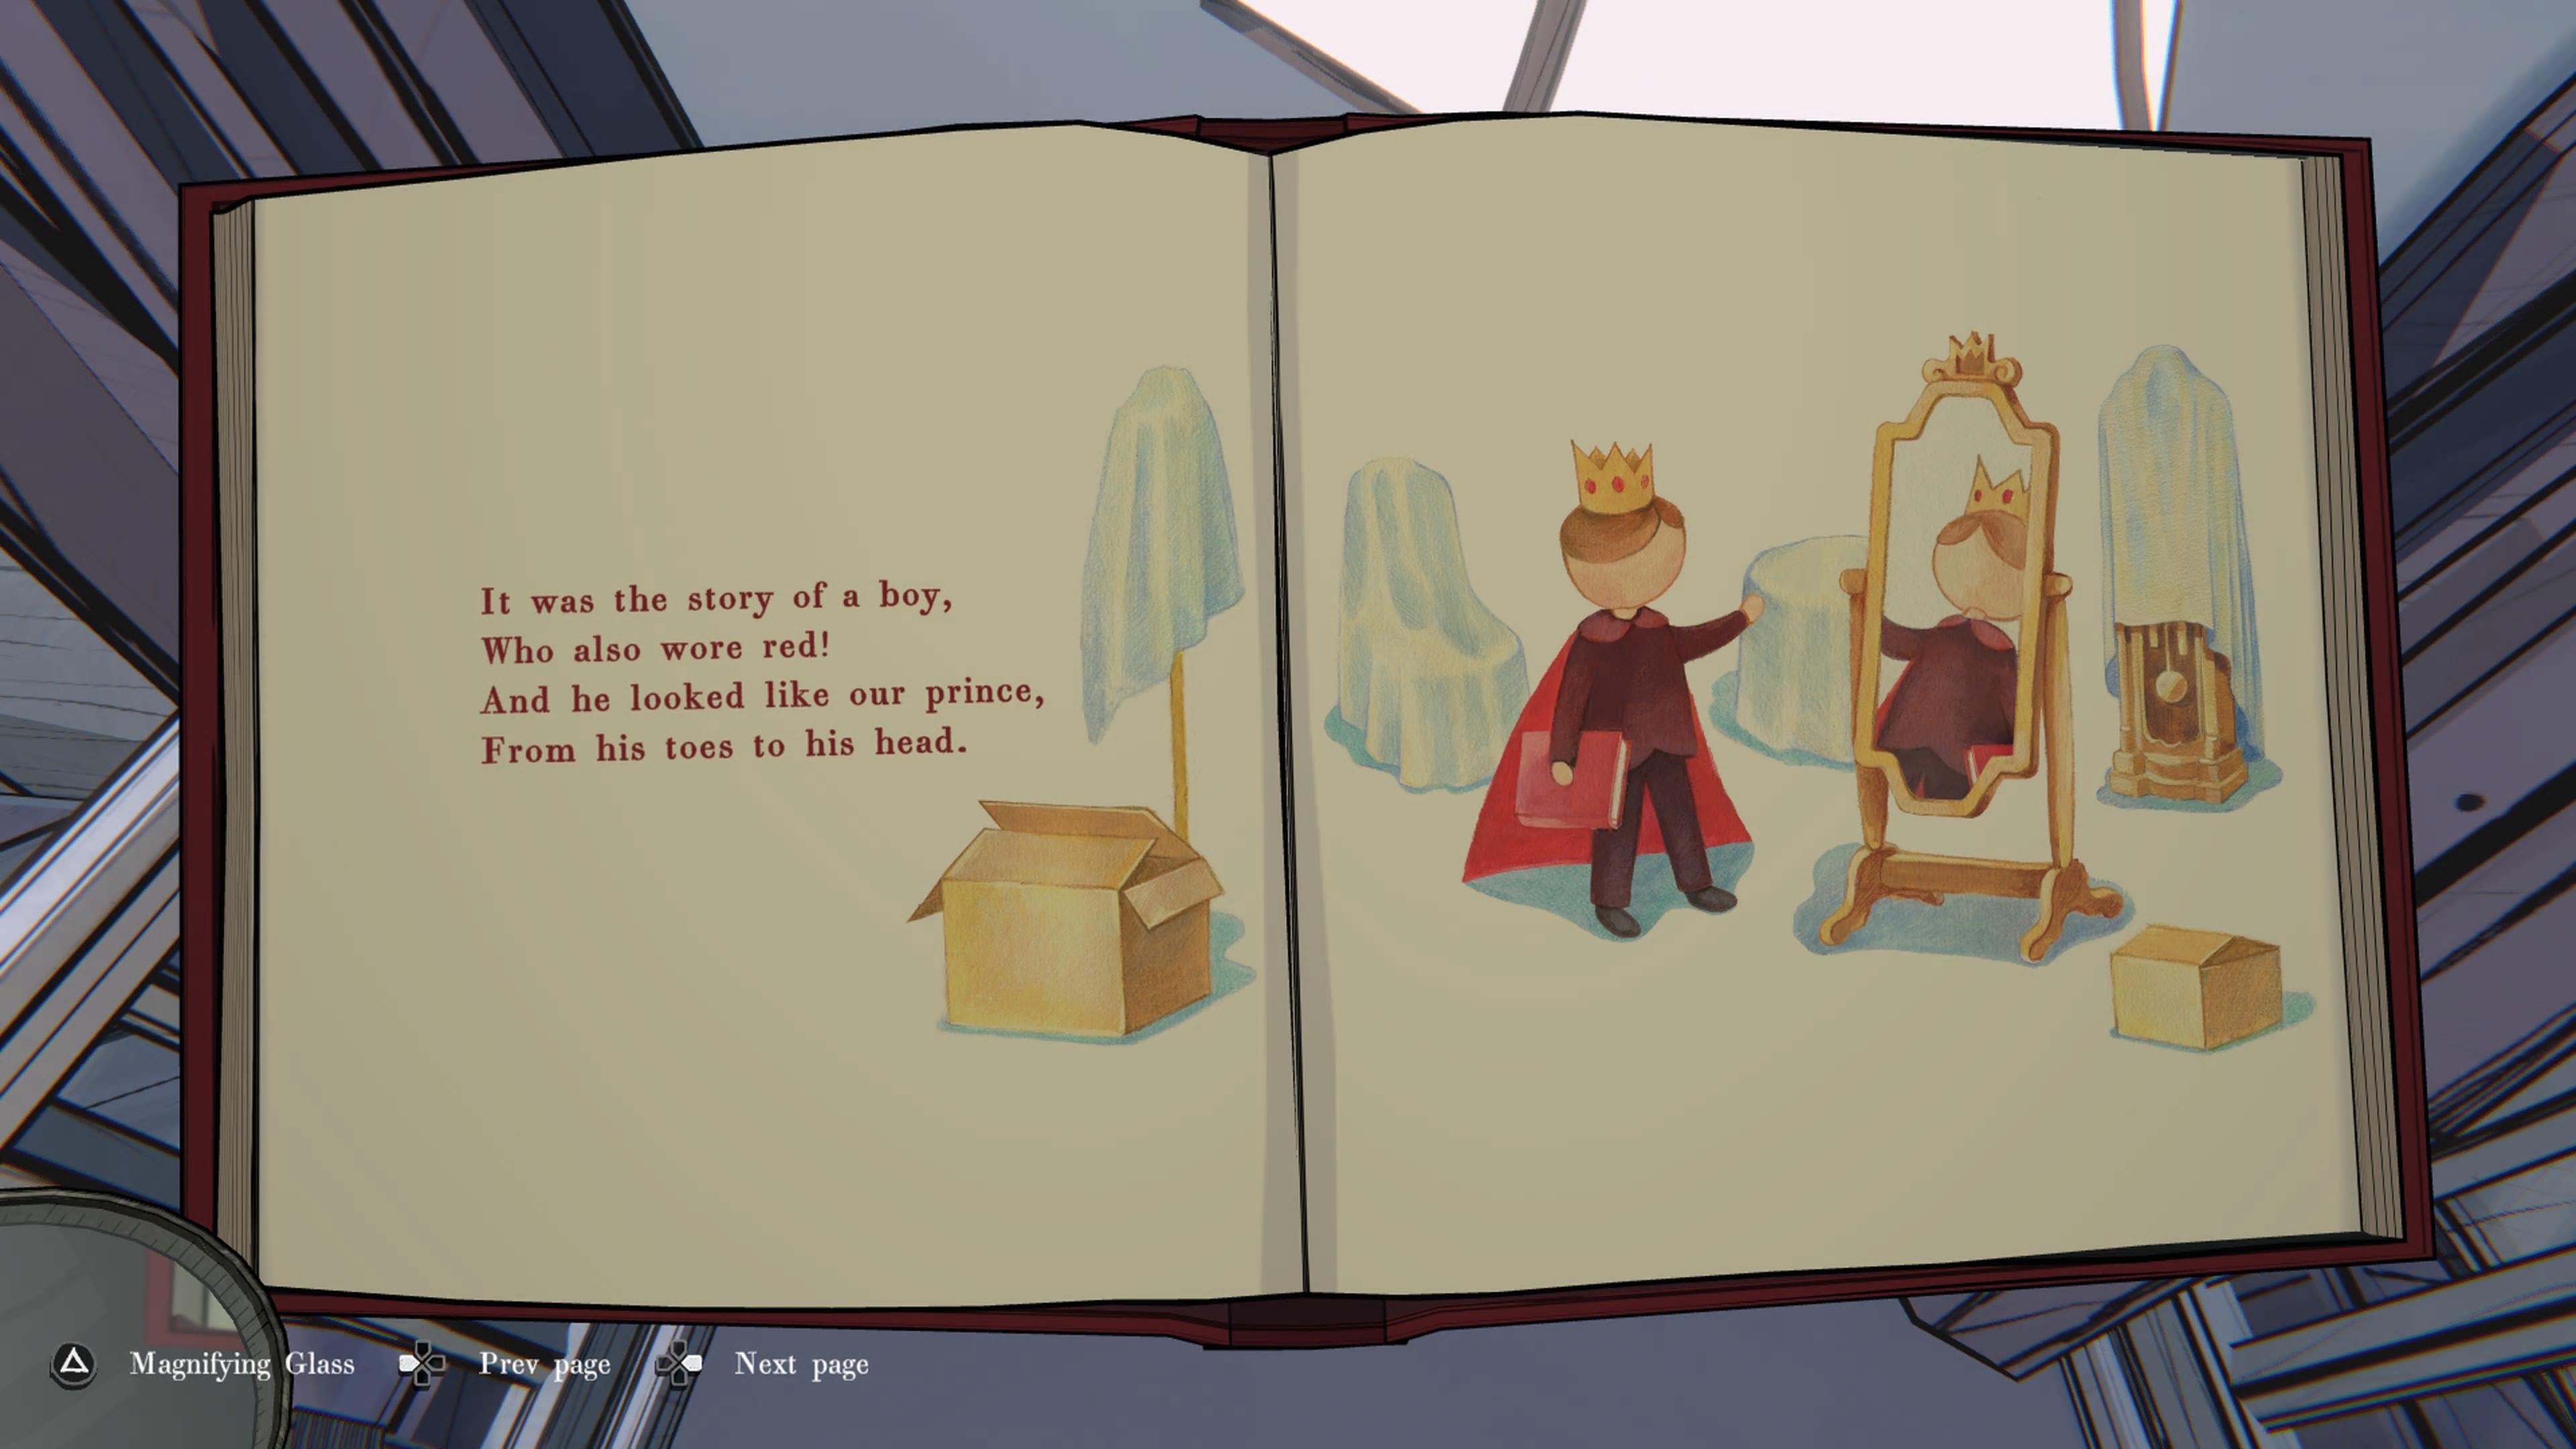 It was the story of a boy,
Who also wore red!
And he looked like our prince,
From his toes to his head.
Magnifying Glass
Prev page
Next page